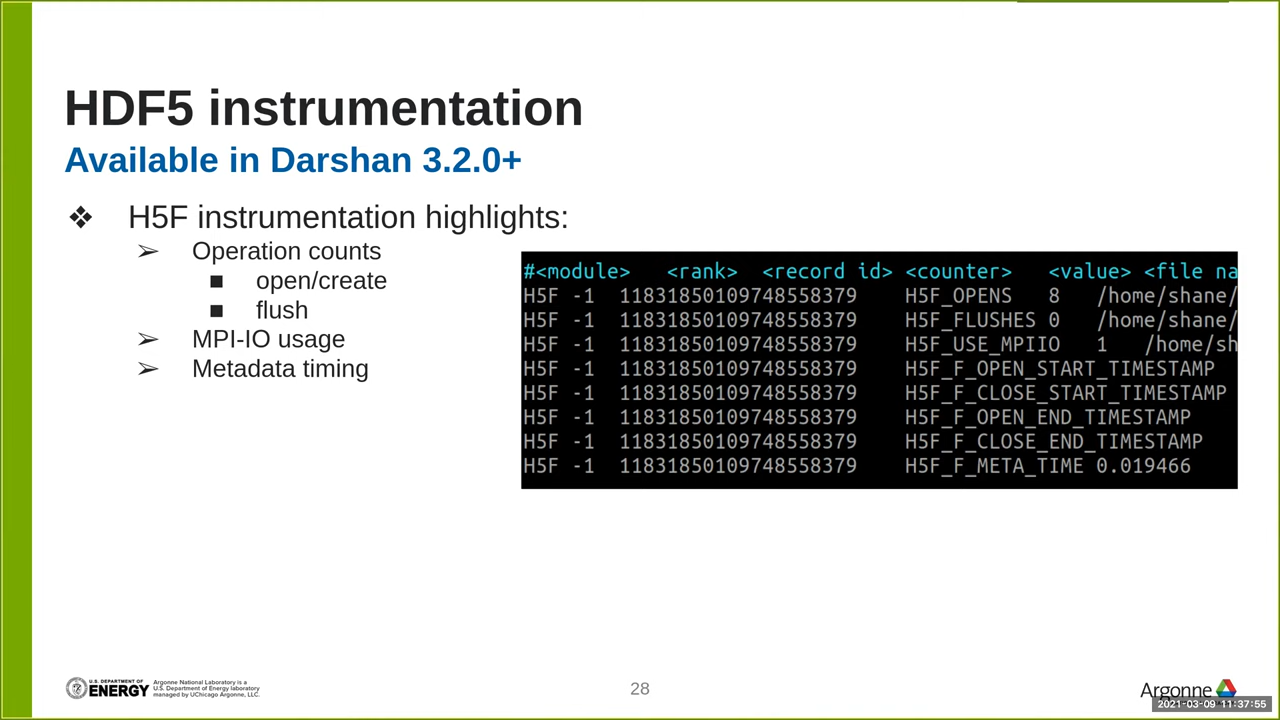 HDF5 instrumentation
Available in Darshan 3.2.0+
❖ H5F instrumentation highlights:
➢ Operation counts
■ open/create
■ flush
➢ MPI-IO usage
➢ Metadata timing
#<module> <rank> <record id> <counter> <value> <file na
H5F -1 11831850109748558379 H5F_OPENS 8 /home/shane/
H5F -1 11831850109748558379 H5F_FLUSHES 0 /home/shane/
H5F -1 11831850109748558379 H5F_USE_MPIIO 1 /home/sh
H5F -1 11831850109748558379 H5F_F_OPEN_START_TIMESTAMP
H5F -1 11831850109748558379 H5F_F_CLOSE_START_TIMESTAMP
H5F -1 11831850109748558379 H5F_F_OPEN_END_TIMESTAMP
H5F -1 11831850109748558379 H5F_F_CLOSE_END_TIMESTAMP
H5F -1 11831850109748558379 H5F_F_META_TIME 0.019466
U.S. DEPARTMENT OF
ENERGY
Argonne National Laboratory is a
U.S. Department of Energy laboratory
managed by UChicago Argonne, LLC.
28
Argonne
2021-03-09 11:37:55